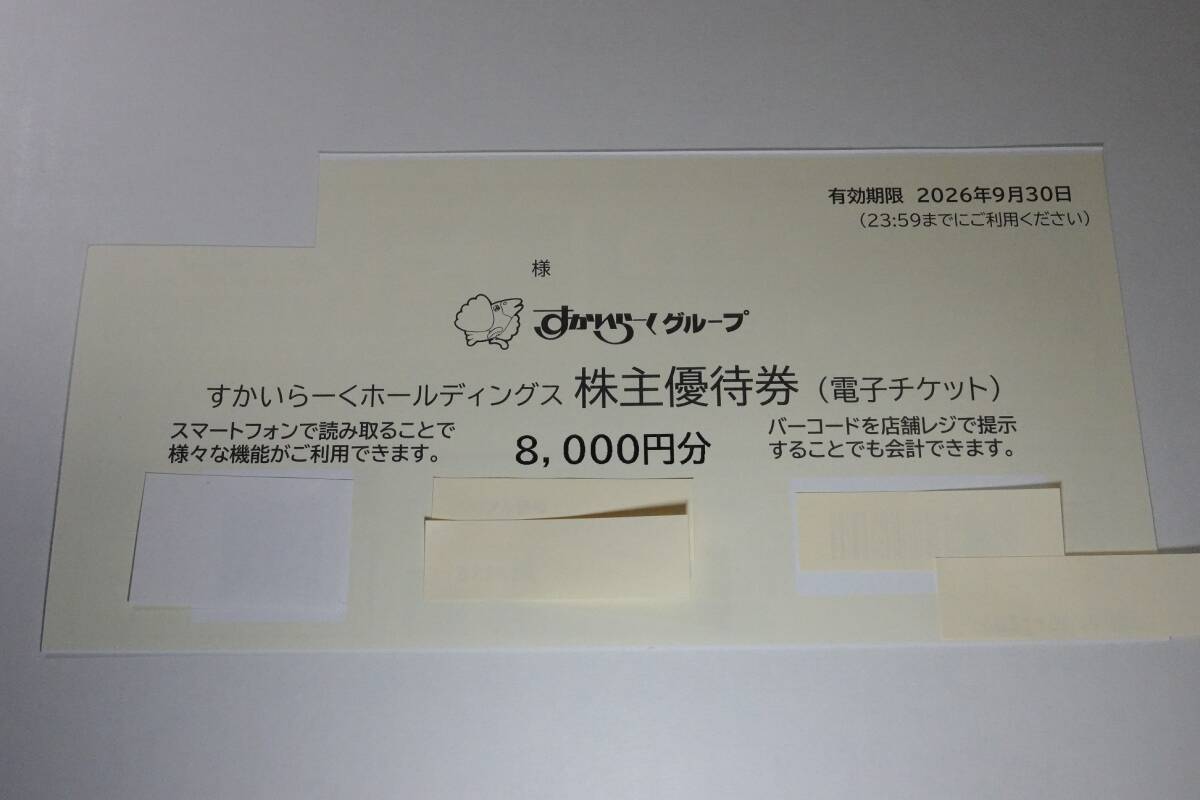 有効期限 2026年9月30日
（23:59までにご利用ください）
様
すかいらーくグループ
すかいらーくホールディングス 株主優待券（電子チケット）
スマートフォンで読み取ることで
様々な機能がご利用できます。
8,000円分
バーコードを店舗レジで提示
することでも会計できます。